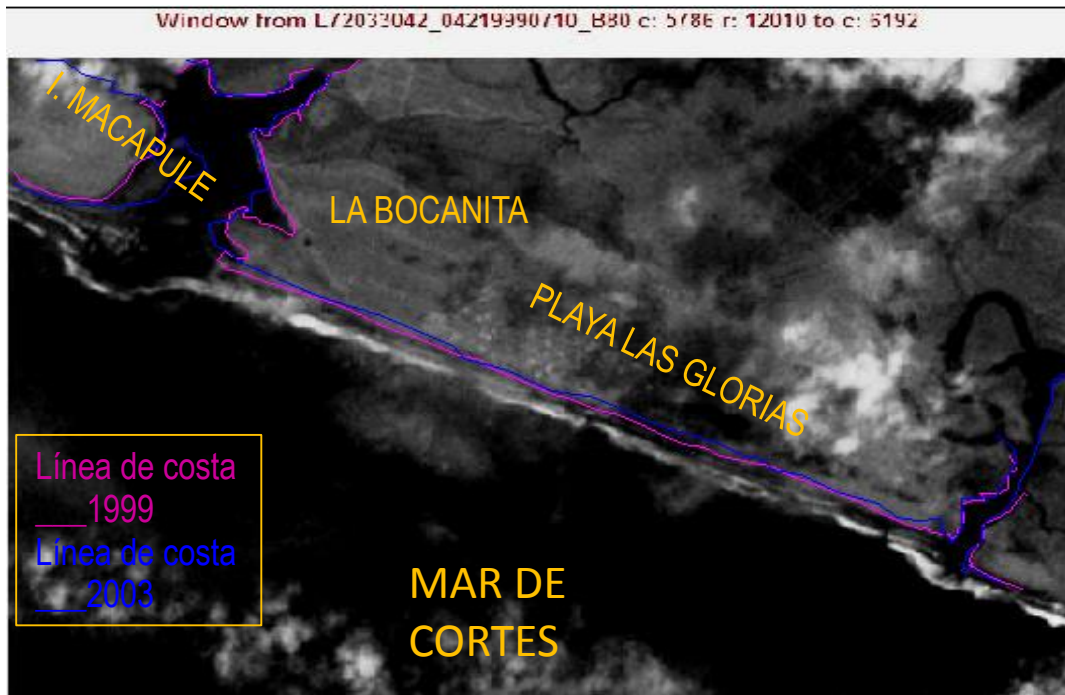 Window from L72033042_04219990710_B80 c: 5786 r: 12010 to c: 6192
I. MACAPULE
LA BOCANITA
PLAYA LAS GLORIAS
Línea de costa
___1999
Línea de costa
___2003
MAR DE
CORTES